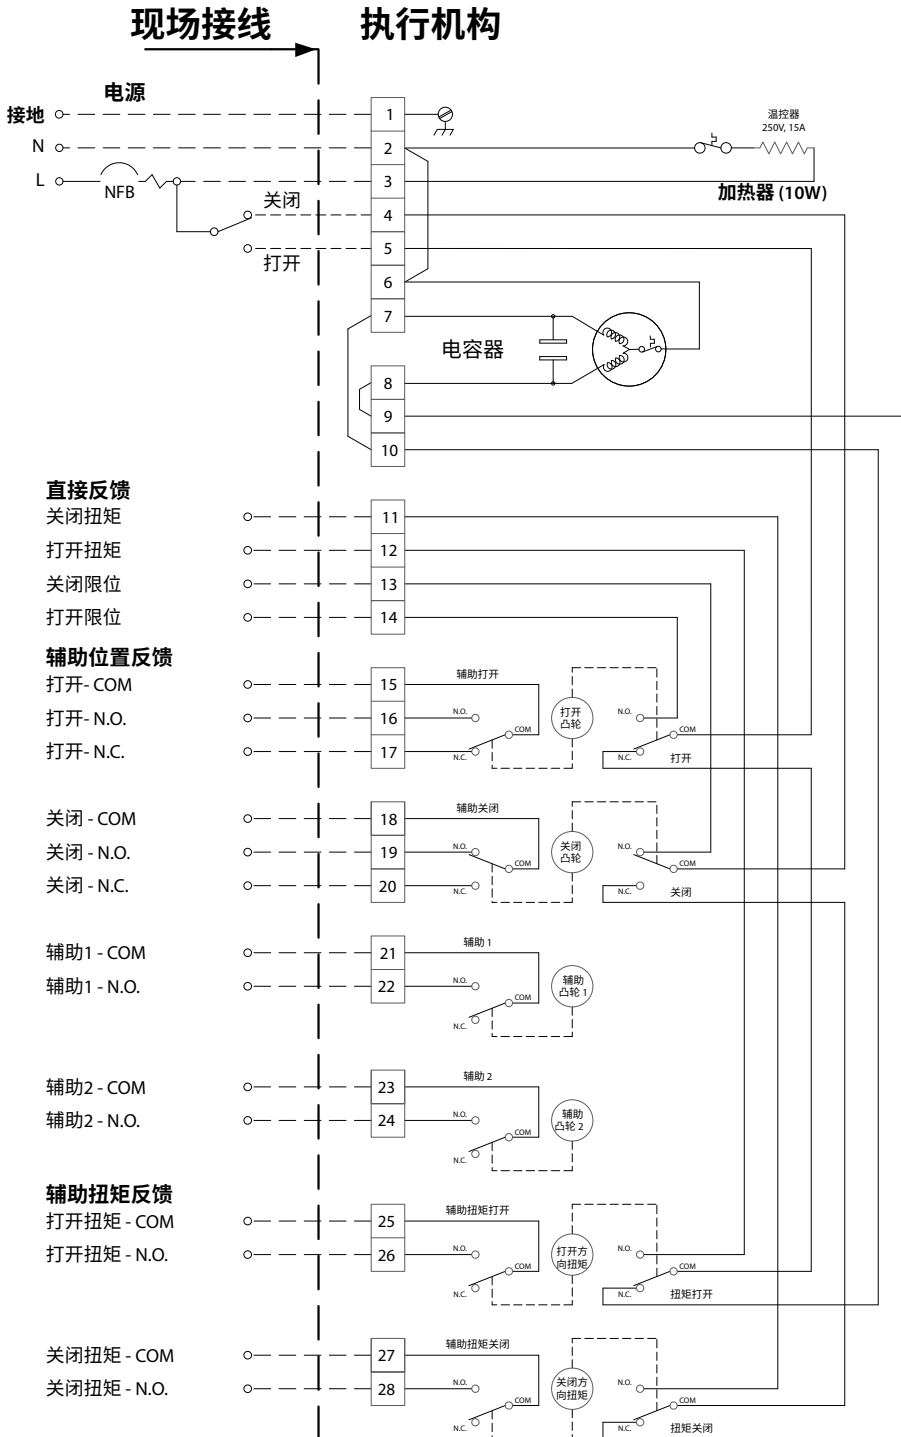 现场接线 执行机构
电源
接地
1
温控器
250V, 15A
N
2
L
NFB
3
加热器 (10W)
关闭
4
5
打开
6
7
电容器
8
9
10
直接反馈
关闭扭矩
11
打开扭矩
12
关闭限位
13
打开限位
14
辅助位置反馈
打开- COM
15
辅助打开
打开- N.O.
16
N.O.
打开
凸轮
N.O.
COM
COM
打开- N.C.
17
N.C.
N.C.
打开
关闭 - COM
18
辅助关闭
关闭 - N.O.
19
N.O.
关闭
凸轮
N.O.
COM
COM
关闭 - N.C.
20
N.C.
N.C.
关闭
辅助1 - COM
21
辅助 1
辅助1 - N.O.
22
N.O.
辅助
凸轮 1
COM
N.C.
辅助2 - COM
23
辅助 2
辅助2 - N.O.
24
N.O.
辅助
凸轮 2
COM
N.C.
辅助扭矩反馈
打开扭矩 - COM
25
辅助扭矩打开
打开扭矩 - N.O.
26
N.O.
打开方
向扭矩
N.O.
COM
COM
N.C.
N.C.
扭矩打开
关闭扭矩 - COM
27
辅助扭矩关闭
关闭扭矩 - N.O.
28
N.O.
关闭方
向扭矩
N.O.
COM
COM
N.C.
N.C.
扭矩关闭